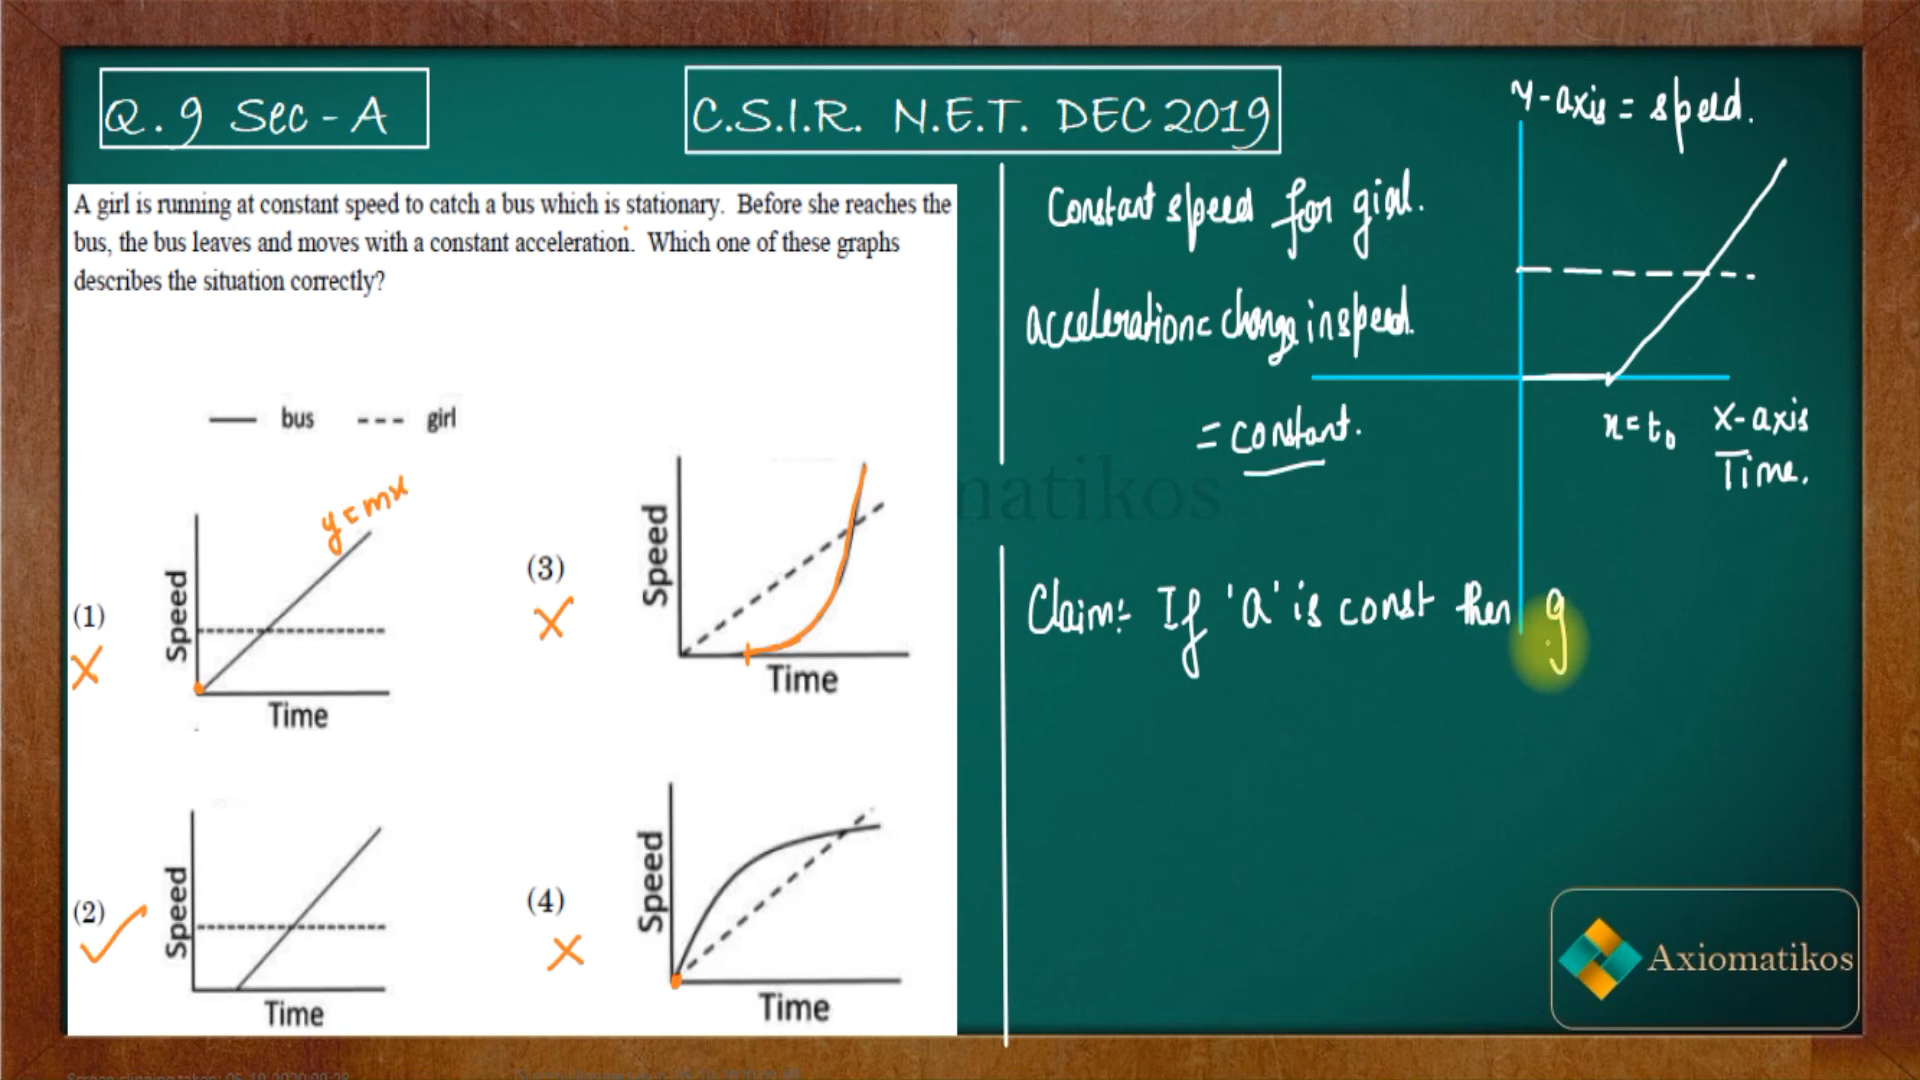 Q. 9 Sec - A
C.S.I.R. N.E.T. DEC 2019
A girl is running at constant speed to catch a bus which is stationary. Before she reaches the
bus, the bus leaves and moves with a constant acceleration. Which one of these graphs
describes the situation correctly?
bus girl
(1)
Speed
y = mx
Time
(2)
Speed
Time
(3)
Speed
Time
(4)
Speed
Time
Constant speed for girl.
acceleration = change in speed.
= constant.
Y-axis = speed.
x = t₀
X-axis
Time.
matikos
Claim:- If 'a' is const then g
Axiomatikos